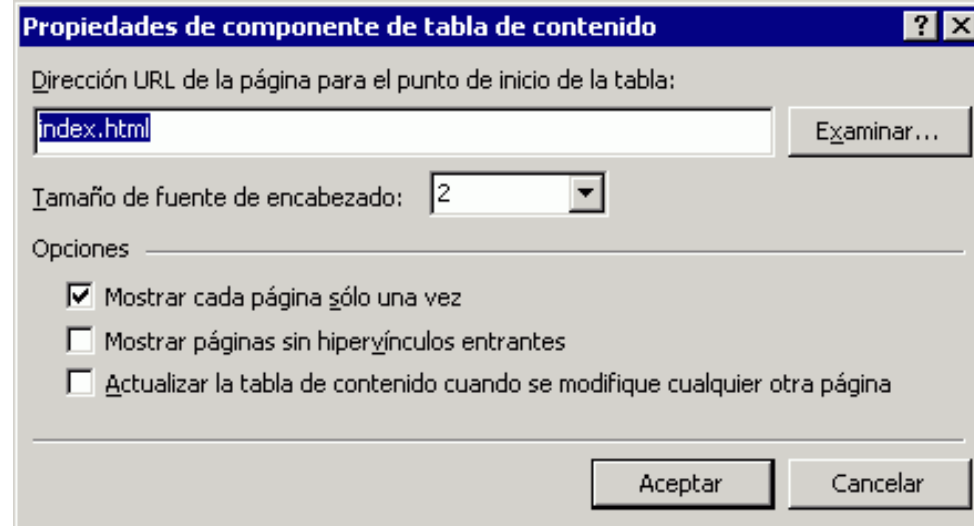 Propiedades de componente de tabla de contenido
Dirección URL de la página para el punto de inicio de la tabla:
index.html Examinar...
Tamaño de fuente de encabezado: 2
Opciones
Mostrar cada página sólo una vez
Mostrar páginas sin hipervínculos entrantes
Actualizar la tabla de contenido cuando se modifique cualquier otra página
Aceptar Cancelar